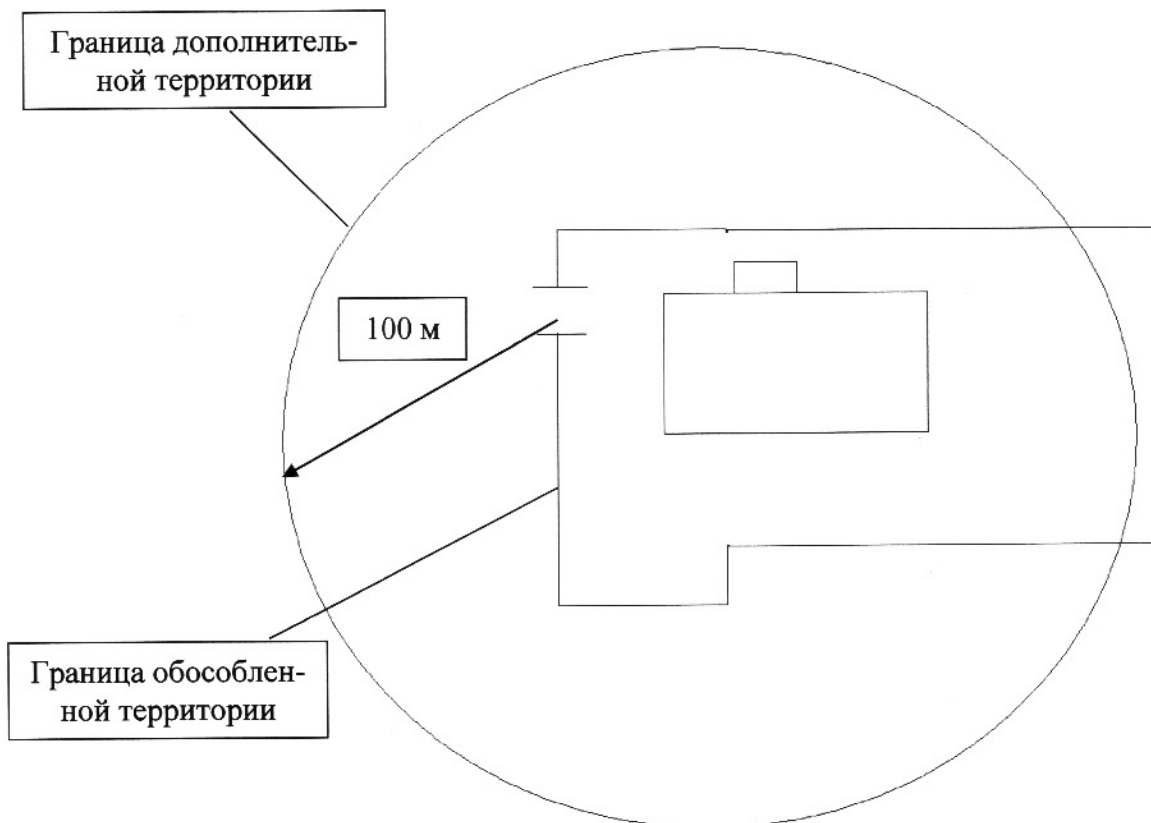 Граница дополнитель-
ной территории
100 м
Граница обособлен-
ной территории